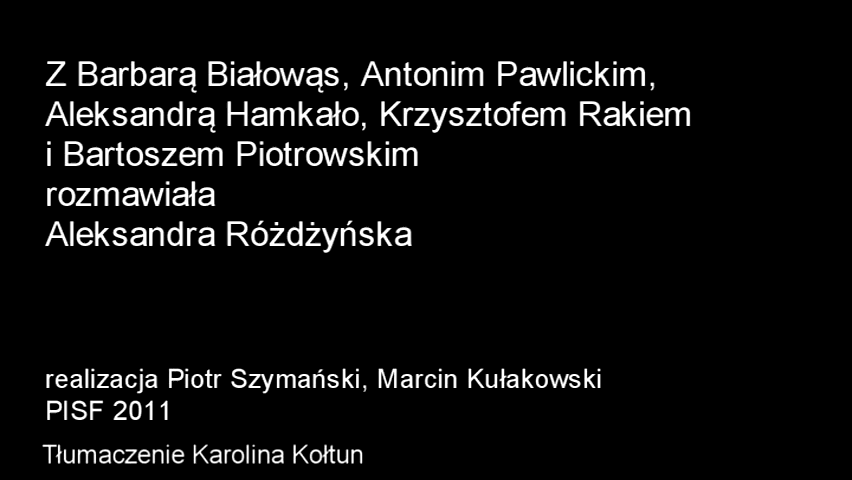 Z Barbarą Białowąs, Antonim Pawlickim,
Aleksandrą Hamkało, Krzysztofem Rakiem
i Bartoszem Piotrowskim
rozmawiała
Aleksandra Różdżyńska
realizacja Piotr Szymański, Marcin Kułakowski
PISF 2011
Tłumaczenie Karolina Kołtun